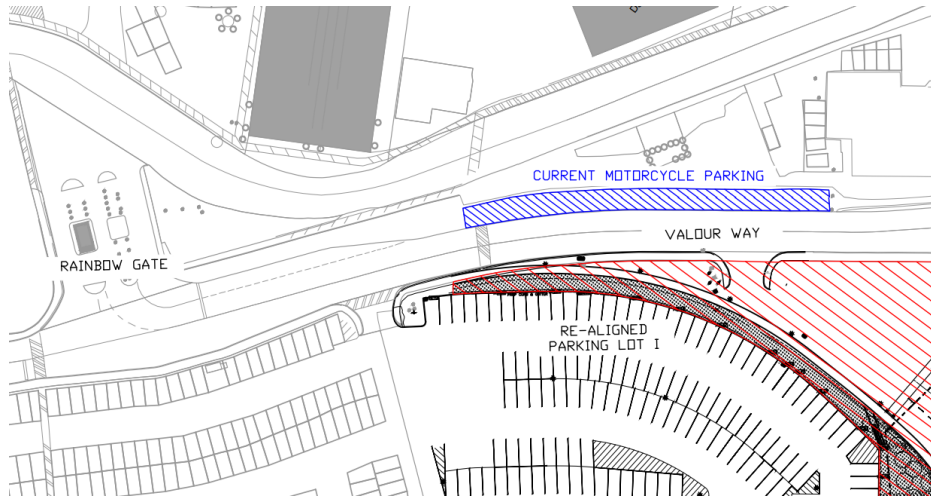 CURRENT MOTORCYCLE PARKING
VALOUR WAY
RAINBOW GATE
RE-ALIGNED
PARKING LOT I